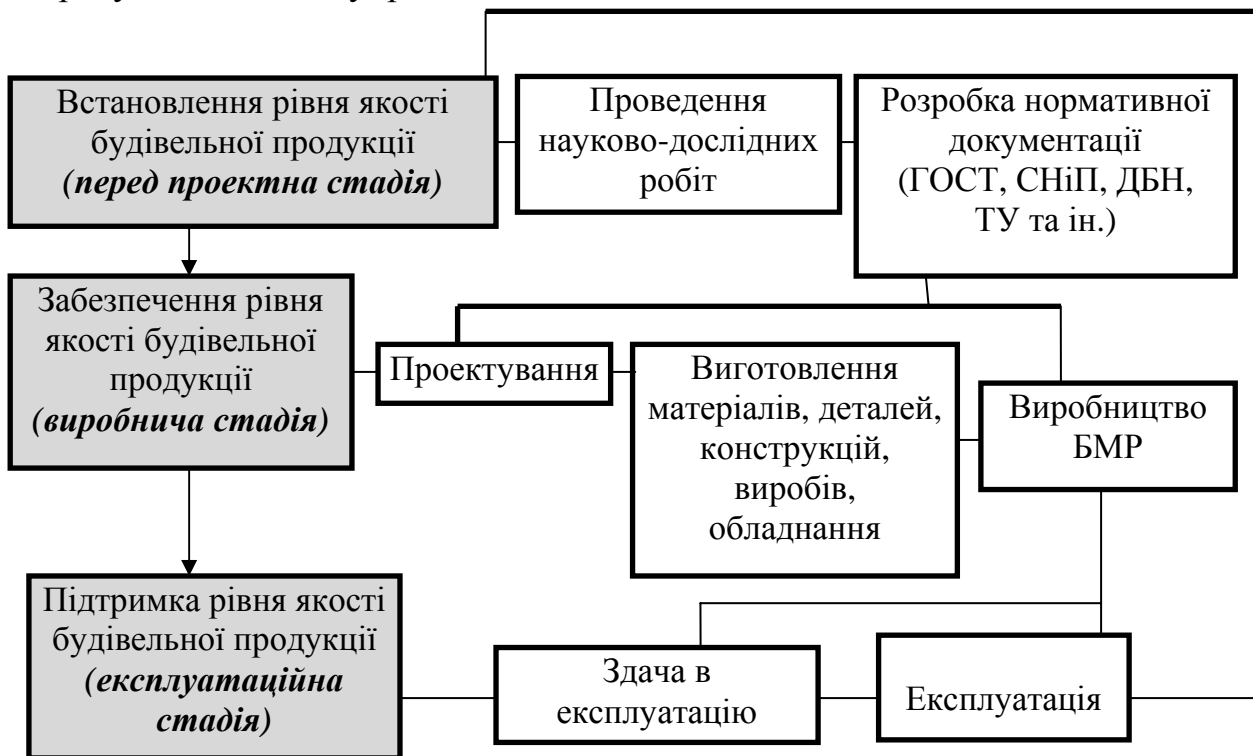 Встановлення рівня якості
будівельної продукції
(перед проектна стадія)
Проведення
науково-дослідних
робіт
Розробка нормативної
документації
(ГОСТ, СНіП, ДБН,
ТУ та ін.)
Забезпечення рівня
якості будівельної
продукції
(виробнича стадія)
Проектування
Виготовлення
матеріалів, деталей,
конструкцій,
виробів,
обладнання
Виробництво
БМР
Підтримка рівня якості
будівельної продукції
(експлуатаційна
стадія)
Здача в
експлуатацію
Експлуатація